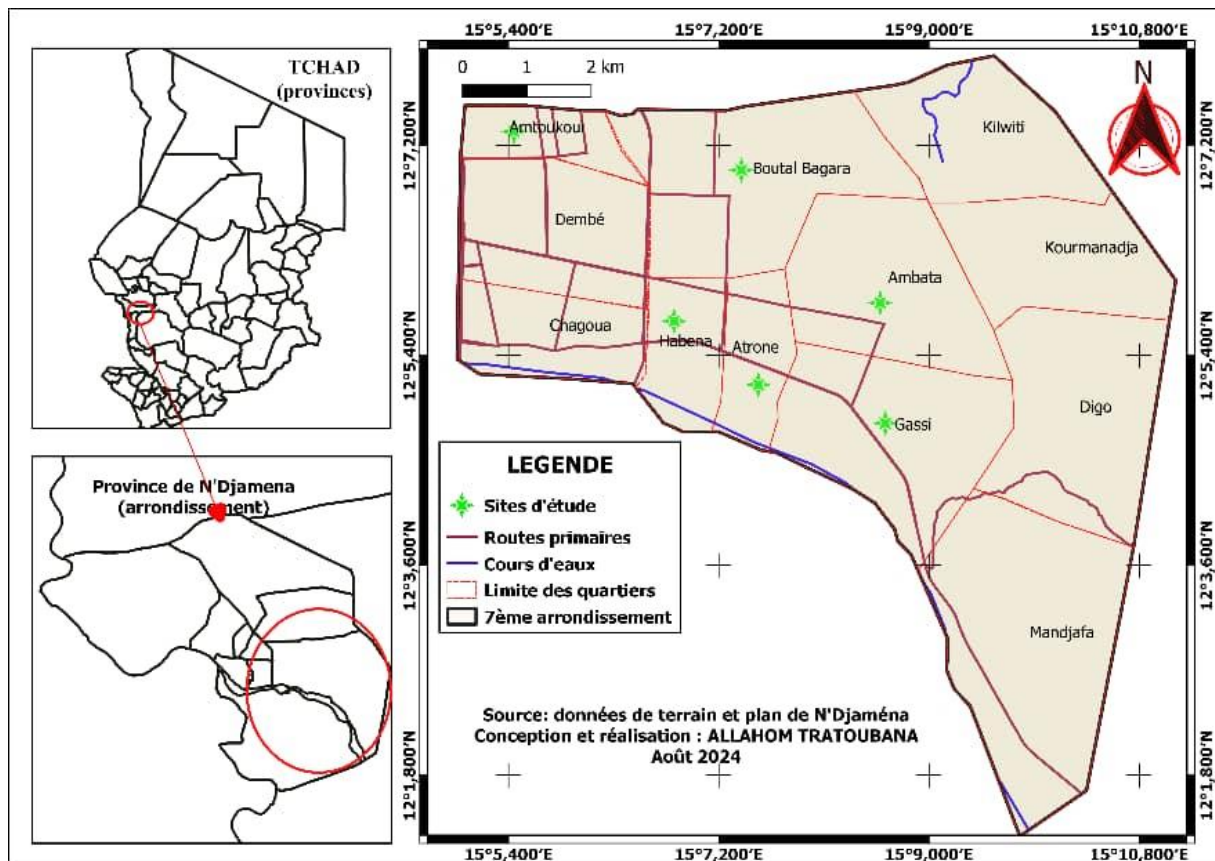 TCHAD
(provinces)
Province de N'Djamena
(arrondissement)
15°5,400'E 15°7,200'E 15°9,000'E 15°10,800'E
0 1 2 km
N
12°7,200'N
12°5,400'N
12°3,600'N
12°1,800'N
Amtoukoui
Kilwiti
Boutal Bagara
Dembé
Kourmanadja
Ambata
Chagoua
Habena
Atrone
Digo
Gassi
Mandjafa
LEGENDE
Sites d'étude
Routes primaires
Cours d'eaux
Limite des quartiers
7ème arrondissement
Source: données de terrain et plan de N'Djaména
Conception et réalisation : ALLAHOM TRATOUBANA
Août 2024
12°7,200'N
12°5,400'N
12°3,600'N
12°1,800'N
15°5,400'E 15°7,200'E 15°9,000'E 15°10,800'E